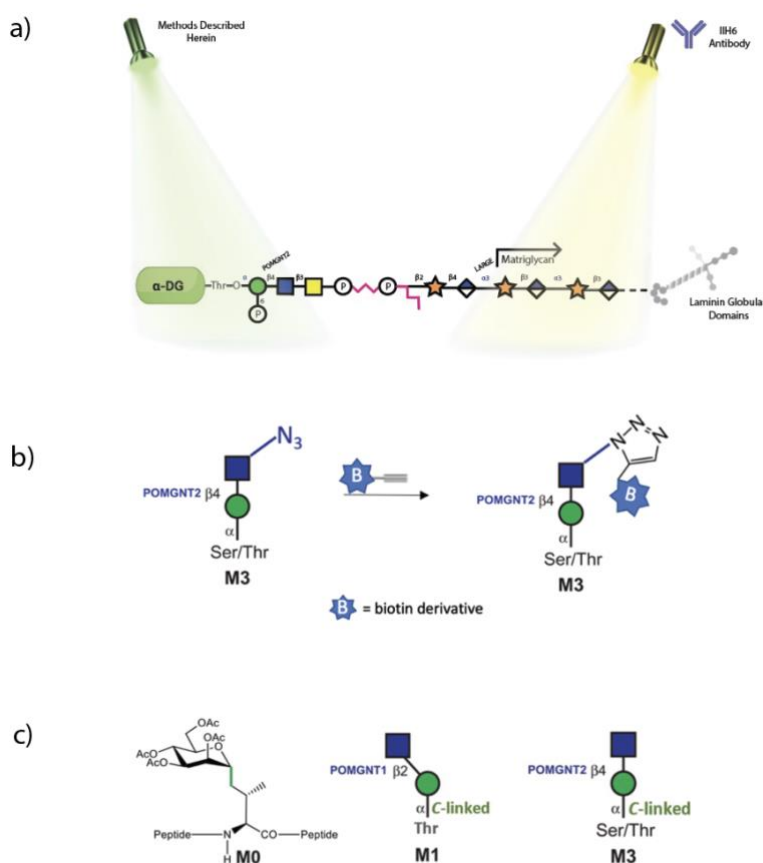 a)
Methods Described
Herein
IIH6
Antibody
α-DG
Thr
O
α
β4
POMGNT2
β3
α
P
P
P
β2
β4
LARGE
α3
Matriglycan
β3
α3
β3
Laminin Globula
Domains
b)
N3
POMGNT2 β4
α
Ser/Thr
M3
B
N
N
N
B
POMGNT2 β4
α
Ser/Thr
M3
B = biotin derivative
c)
OAc
OAc
AcO
AcO
O
Peptide
N
H
CO
Peptide
M0
POMGNT1 β2
α C-linked
Thr
M1
POMGNT2 β4
α C-linked
Ser/Thr
M3